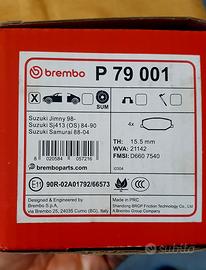 brembo P 79 001
SUM
Suzuki Jimny 98-
Suzuki Sj413 (OS) 84-90
Suzuki Samurai 88-04
4x
TH: 15.5 mm
WVA: 21142
FMSI: D660 7540
8 020584 057216
bremboparts.com
E11 90R-02A01792/66573
Designed and Engineered by
Brembo S.p.A.
via Brembo, 25, 24035 Curno (BG) - Italy
Made in PRC
Shandong BRGP Friction Technology Co., Ltd
A Brembo Group Company
subito